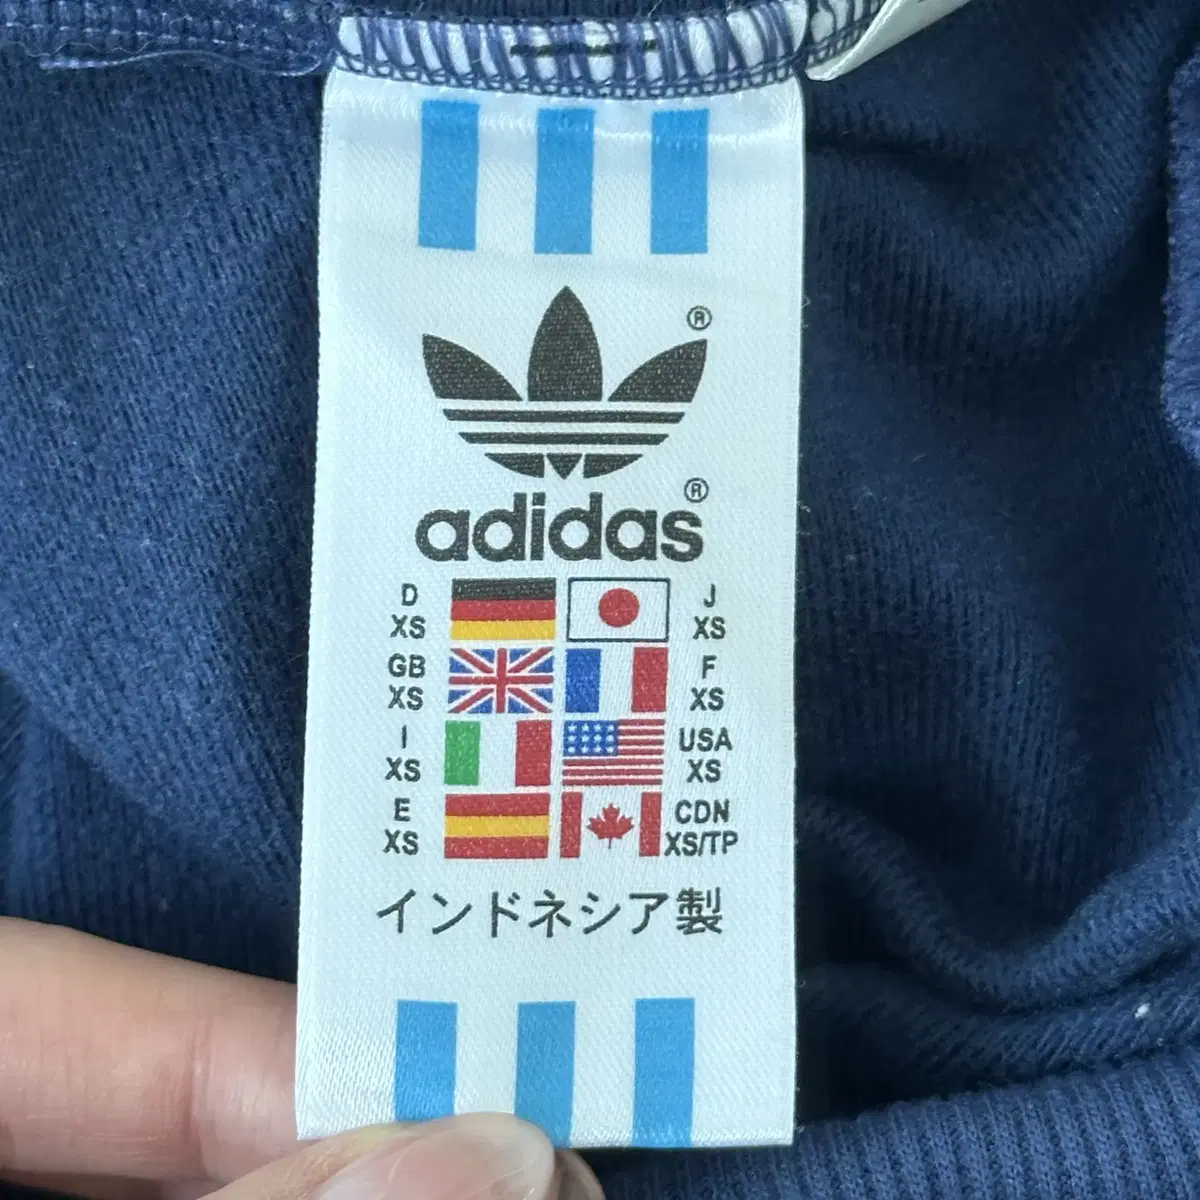 ®
adidas®
D XS J XS
GB XS F XS
I XS USA XS
E XS CDN XS/TP
インドネシア製